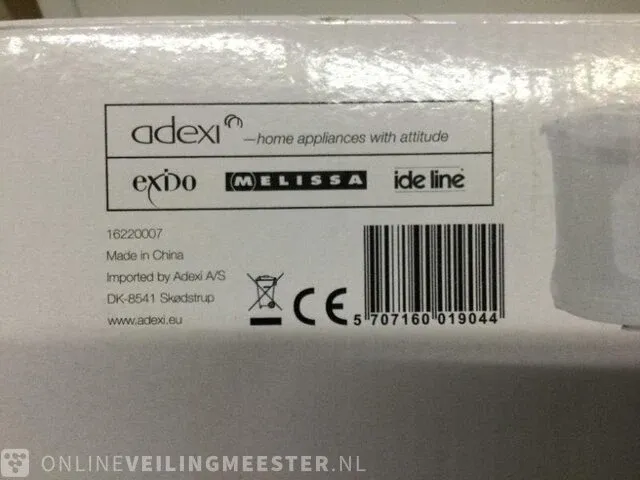 adexi —home appliances with attitude
exido MELISSA ide line
16220007
Made in China
Imported by Adexi A/S
DK-8541 Skødstrup
www.adexi.eu
CE
5 707160 019044
ONLINEVEILINGMEESTER.NL